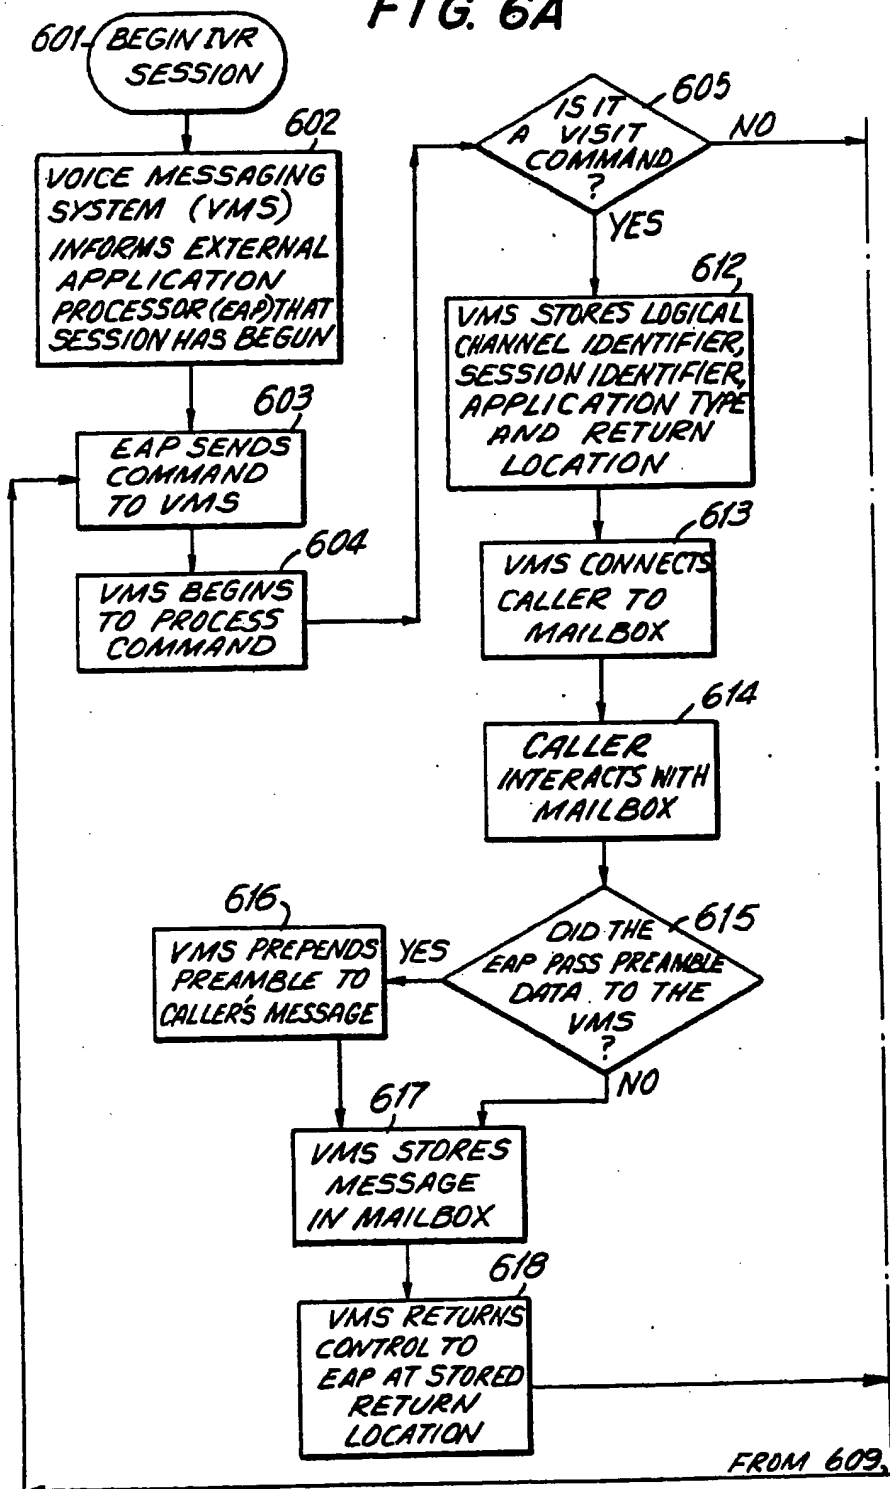 FIG. 6A
601
BEGIN IVR
SESSION
602
VOICE MESSAGING
SYSTEM (VMS)
INFORMS EXTERNAL
APPLICATION
PROCESSOR (EAP) THAT
SESSION HAS BEGUN
603
EAP SENDS
COMMAND
TO VMS
604
VMS BEGINS
TO PROCESS
COMMAND
605
IS IT
A VISIT
COMMAND
?
NO
YES
612
VMS STORES LOGICAL
CHANNEL IDENTIFIER,
SESSION IDENTIFIER,
APPLICATION TYPE
AND RETURN
LOCATION
613
VMS CONNECTS
CALLER TO
MAILBOX
614
CALLER
INTERACTS WITH
MAILBOX
615
DID THE
EAP PASS PREAMBLE
DATA TO THE
VMS
?
YES
NO
616
VMS PREPENDS
PREAMBLE TO
CALLER'S MESSAGE
617
VMS STORES
MESSAGE
IN MAILBOX
618
VMS RETURNS
CONTROL TO
EAP AT STORED
RETURN
LOCATION
FROM 609,